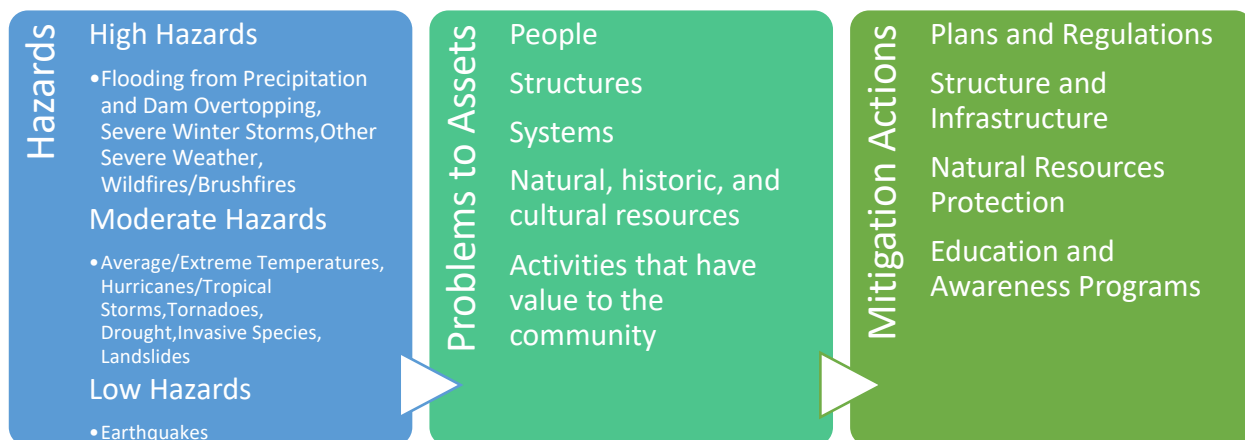 Hazards
High Hazards
•Flooding from Precipitation
and Dam Overtopping,
Severe Winter Storms,Other
Severe Weather,
Wildfires/Brushfires
Moderate Hazards
•Average/Extreme Temperatures,
Hurricanes/Tropical
Storms,Tornadoes,
Drought,Invasive Species,
Landslides
Low Hazards
•Earthquakes
Problems to Assets
People
Structures
Systems
Natural, historic, and
cultural resources
Activities that have
value to the
community
Mitigation Actions
Plans and Regulations
Structure and
Infrastructure
Natural Resources
Protection
Education and
Awareness Programs